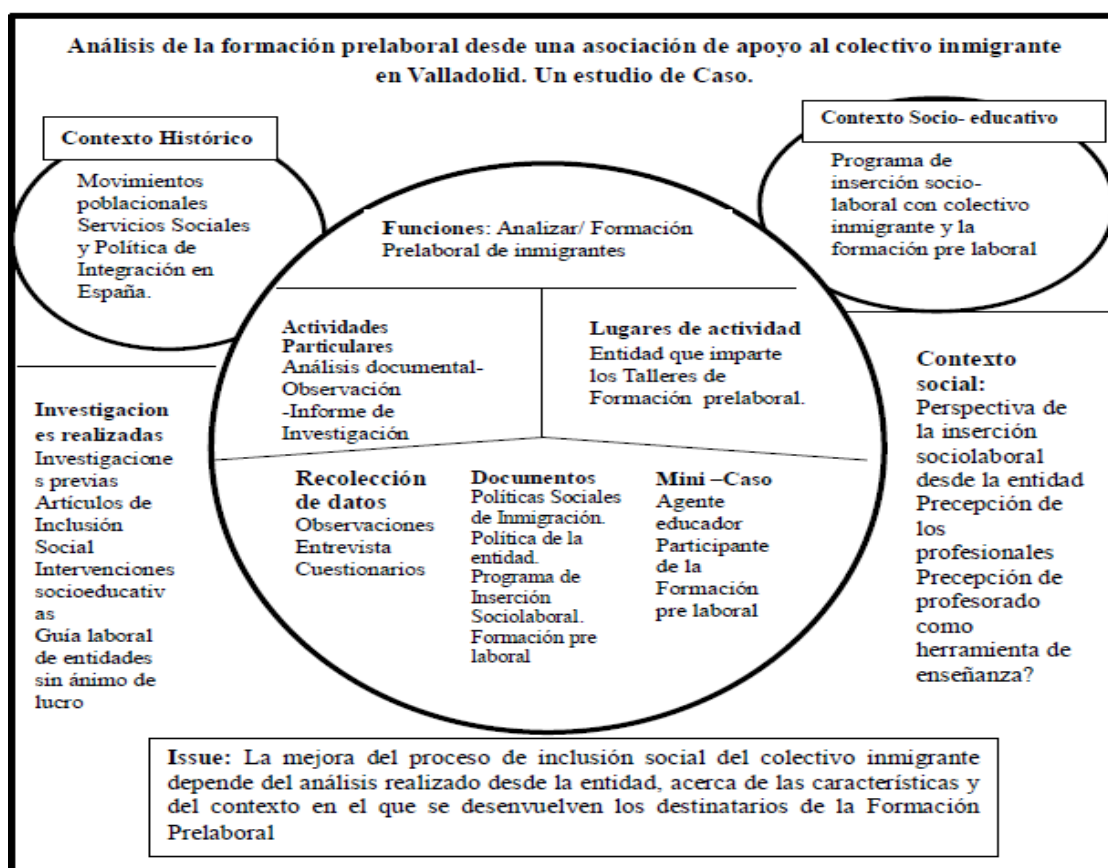 Análisis de la formación prelaboral desde una asociación de apoyo al colectivo inmigrante
en Valladolid. Un estudio de Caso.
Contexto Histórico
Movimientos
poblacionales
Servicios Sociales
y Política de
Integración en
España.
Contexto Socio- educativo
Programa de
inserción socio-
laboral con colectivo
inmigrante y la
formación pre laboral
Funciones: Analizar/ Formación
Prelaboral de inmigrantes
Actividades
Particulares
Análisis documental-
Observación
-Informe de
Investigación
Lugares de actividad
Entidad que imparte
los Talleres de
Formación prelaboral.
Investigacion
es realizadas
Investigacione
s previas
Artículos de
Inclusión
Social
Intervenciones
socioeducativ
as
Guía laboral
de entidades
sin ánimo de
lucro
Recolección
de datos
Observaciones
Entrevista
Cuestionarios
Documentos
Políticas Sociales
de Inmigración.
Política de la
entidad.
Programa de
Inserción
Sociolaboral.
Formación pre
laboral
Mini –Caso
Agente
educador
Participante
de la
Formación
pre laboral
Contexto
social:
Perspectiva de
la inserción
sociolaboral
desde la entidad
Precepción de
los
profesionales
Precepción de
profesorado
como
herramienta de
enseñanza?
Issue: La mejora del proceso de inclusión social del colectivo inmigrante
depende del análisis realizado desde la entidad, acerca de las características y
del contexto en el que se desenvuelven los destinatarios de la Formación
Prelaboral